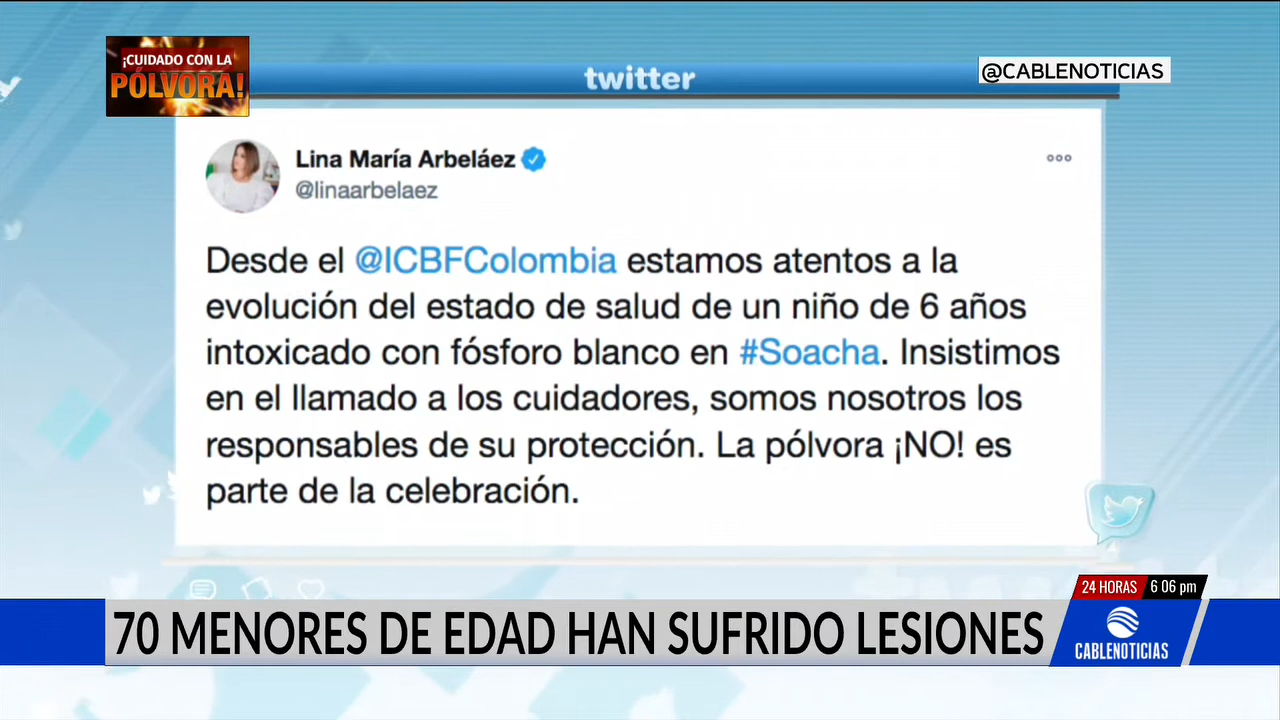 ¡CUIDADO CON LA
PÓLVORA!
twitter
@CABLENOTICIAS
Lina María Arbeláez
@linaarbelaez
Desde el @ICBFColombia estamos atentos a la
evolución del estado de salud de un niño de 6 años
intoxicado con fósforo blanco en #Soacha. Insistimos
en el llamado a los cuidadores, somos nosotros los
responsables de su protección. La pólvora ¡NO! es
parte de la celebración.
24 HORAS 6:06 pm
70 MENORES DE EDAD HAN SUFRIDO LESIONES
CABLENOTICIAS